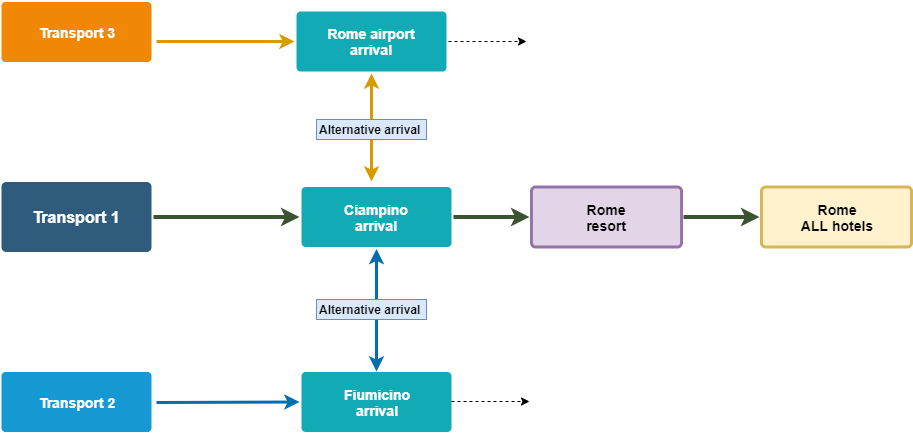 Transport 3
Rome airport
arrival
Alternative arrival
Transport 1
Ciampino
arrival
Rome
resort
Rome
ALL hotels
Alternative arrival
Transport 2
Fiumicino
arrival